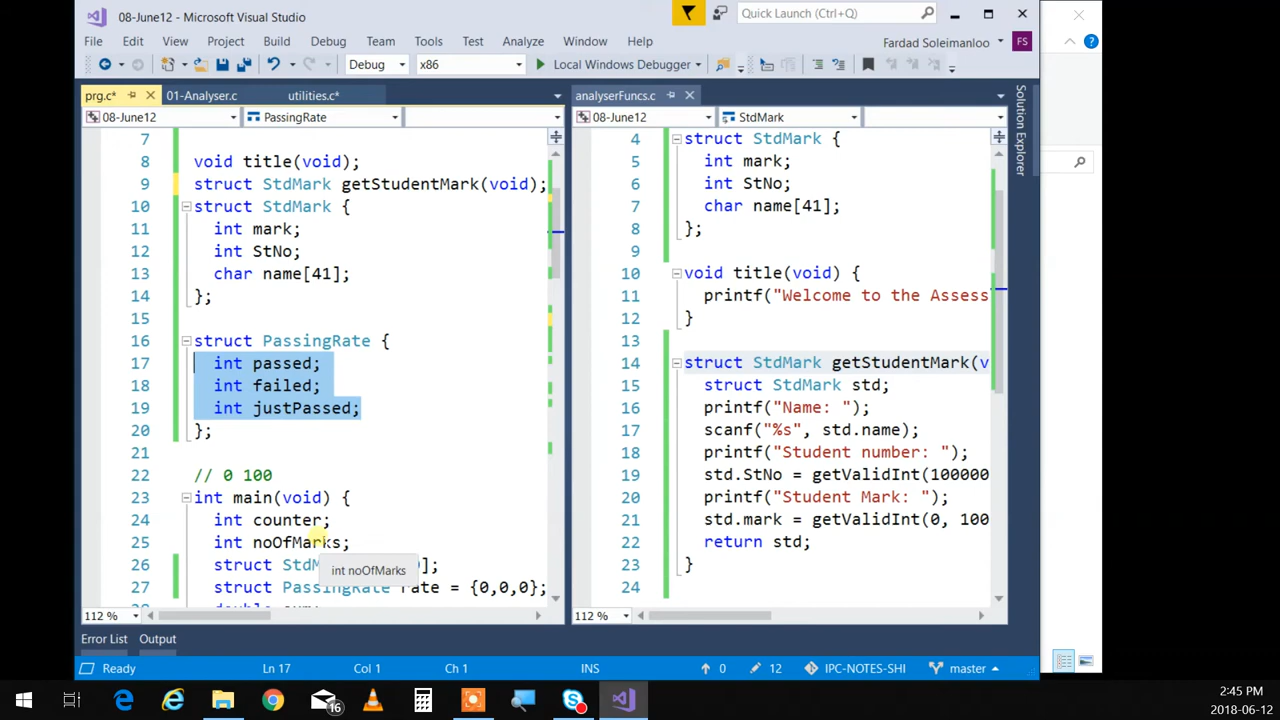 08-June12 - Microsoft Visual Studio
Quick Launch (Ctrl+Q)
File Edit View Project Build Debug Team Tools Test Analyze Window Help
Fardad Soleimanloo
FS
Debug x86 Local Windows Debugger
prg.c* 01-Analyser.c utilities.c*
08-June12 PassingRate
7
8 void title(void);
9 struct StdMark getStudentMark(void);
10 struct StdMark {
11 int mark;
12 int StNo;
13 char name[41];
14 };
15
16 struct PassingRate {
17 int passed;
18 int failed;
19 int justPassed;
20 };
21
22 // 0 100
23 int main(void) {
24 int counter;
25 int noOfMarks;
int noOfMarks
26 struct ];
27 struct PassingRate rate = {0,0,0};
112 %
analyserFuncs.c
08-June12 StdMark
4 struct StdMark {
5 int mark;
6 int StNo;
7 char name[41];
8 };
9
10 void title(void) {
11 printf("Welcome to the Assess
12 }
13
14 struct StdMark getStudentMark(v
15 struct StdMark std;
16 printf("Name: ");
17 scanf("%s", std.name);
18 printf("Student number: ");
19 std.StNo = getValidInt(100000
20 printf("Student Mark: ");
21 std.mark = getValidInt(0, 100
22 return std;
23 }
24
112 %
Solution Explorer
Error List Output
Ready Ln 17 Col 1 Ch 1 INS 0 12 IPC-NOTES-SHI master
16
2:45 PM
2018-06-12